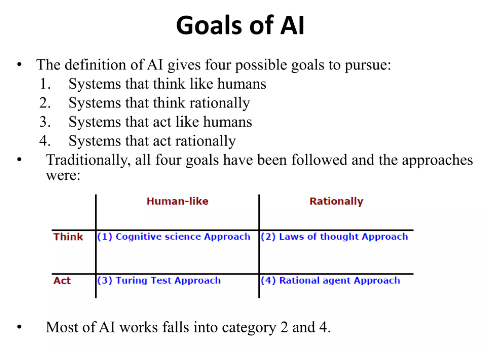 Goals of AI
• The definition of AI gives four possible goals to pursue:
1. Systems that think like humans
2. Systems that think rationally
3. Systems that act like humans
4. Systems that act rationally
• Traditionally, all four goals have been followed and the approaches
were:
Human-like Rationally
Think (1) Cognitive science Approach (2) Laws of thought Approach
Act (3) Turing Test Approach (4) Rational agent Approach
• Most of AI works falls into category 2 and 4.